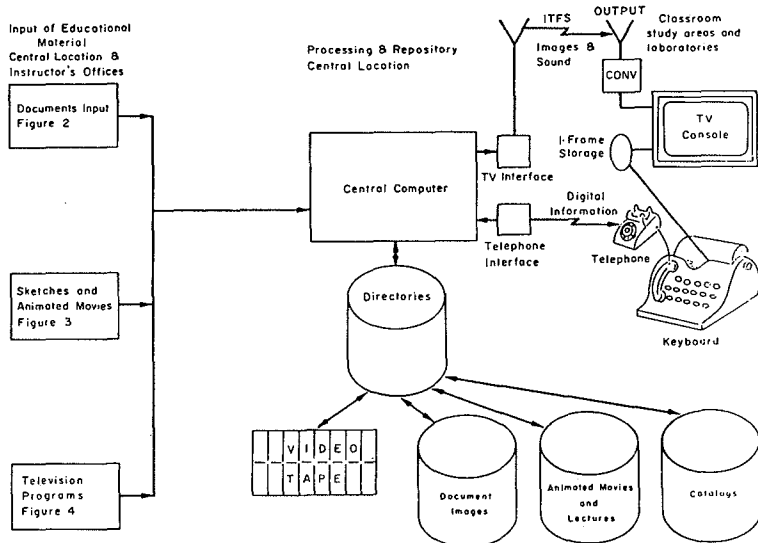 Input of Educational
Material
Central Location &
Instructor's Offices
Documents Input
Figure 2
Sketches and
Animated Movies
Figure 3
Television
Programs
Figure 4
Processing & Repository
Central Location
Central Computer
TV Interface
Telephone
Interface
Directories
VIDEO
TAPE
Document
Images
Animated Movies
and
Lectures
Catalogs
ITFS
Images &
Sound
OUTPUT
Classroom
study areas and
laboratories
CONV
TV
Console
1-Frame
Storage
Digital
Information
Telephone
Keyboard